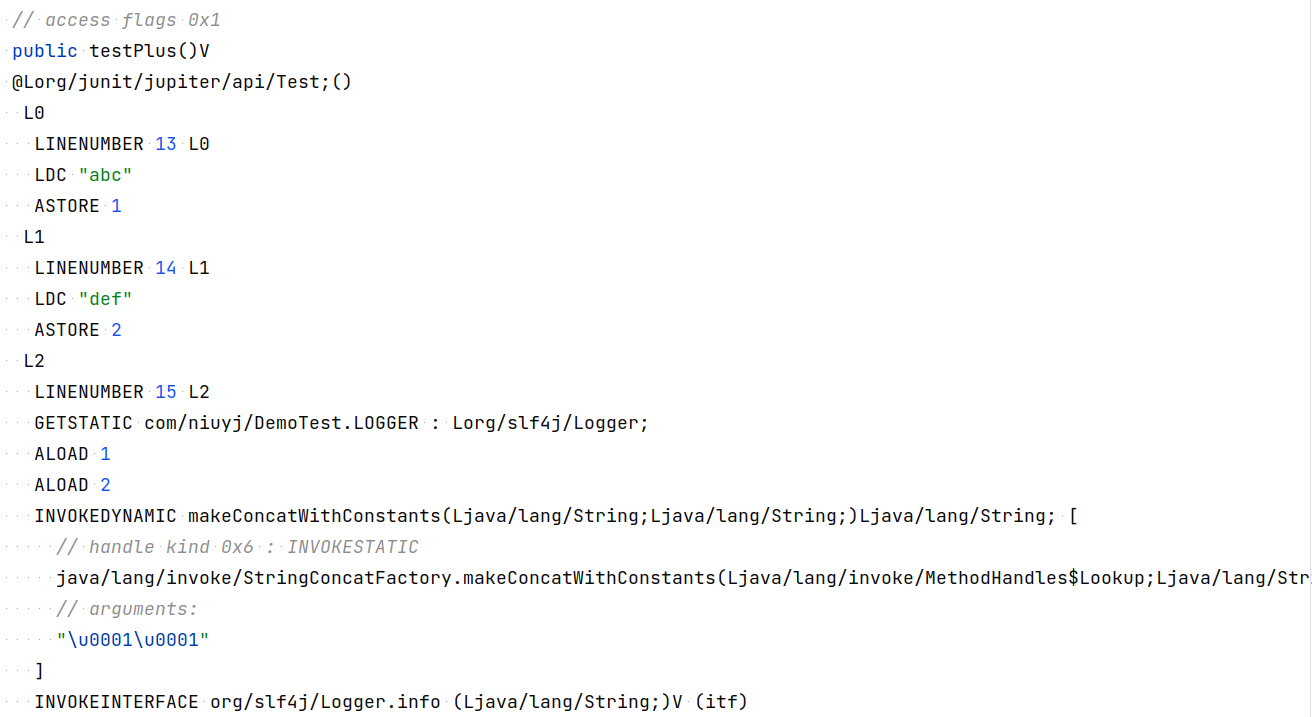 // access flags 0x1
public testPlus()V
@Lorg/junit/jupiter/api/Test;()
L0
LINENUMBER 13 L0
LDC "abc"
ASTORE 1
L1
LINENUMBER 14 L1
LDC "def"
ASTORE 2
L2
LINENUMBER 15 L2
GETSTATIC com/niuyj/DemoTest.LOGGER : Lorg/slf4j/Logger;
ALOAD 1
ALOAD 2
INVOKEDYNAMIC makeConcatWithConstants(Ljava/lang/String;Ljava/lang/String;)Ljava/lang/String; [
// handle kind 0x6 : INVOKESTATIC
java/lang/invoke/StringConcatFactory.makeConcatWithConstants(Ljava/lang/invoke/MethodHandles$Lookup;Ljava/lang/Str
// arguments:
"\u0001\u0001"
]
INVOKEINTERFACE org/slf4j/Logger.info (Ljava/lang/String;)V (itf)